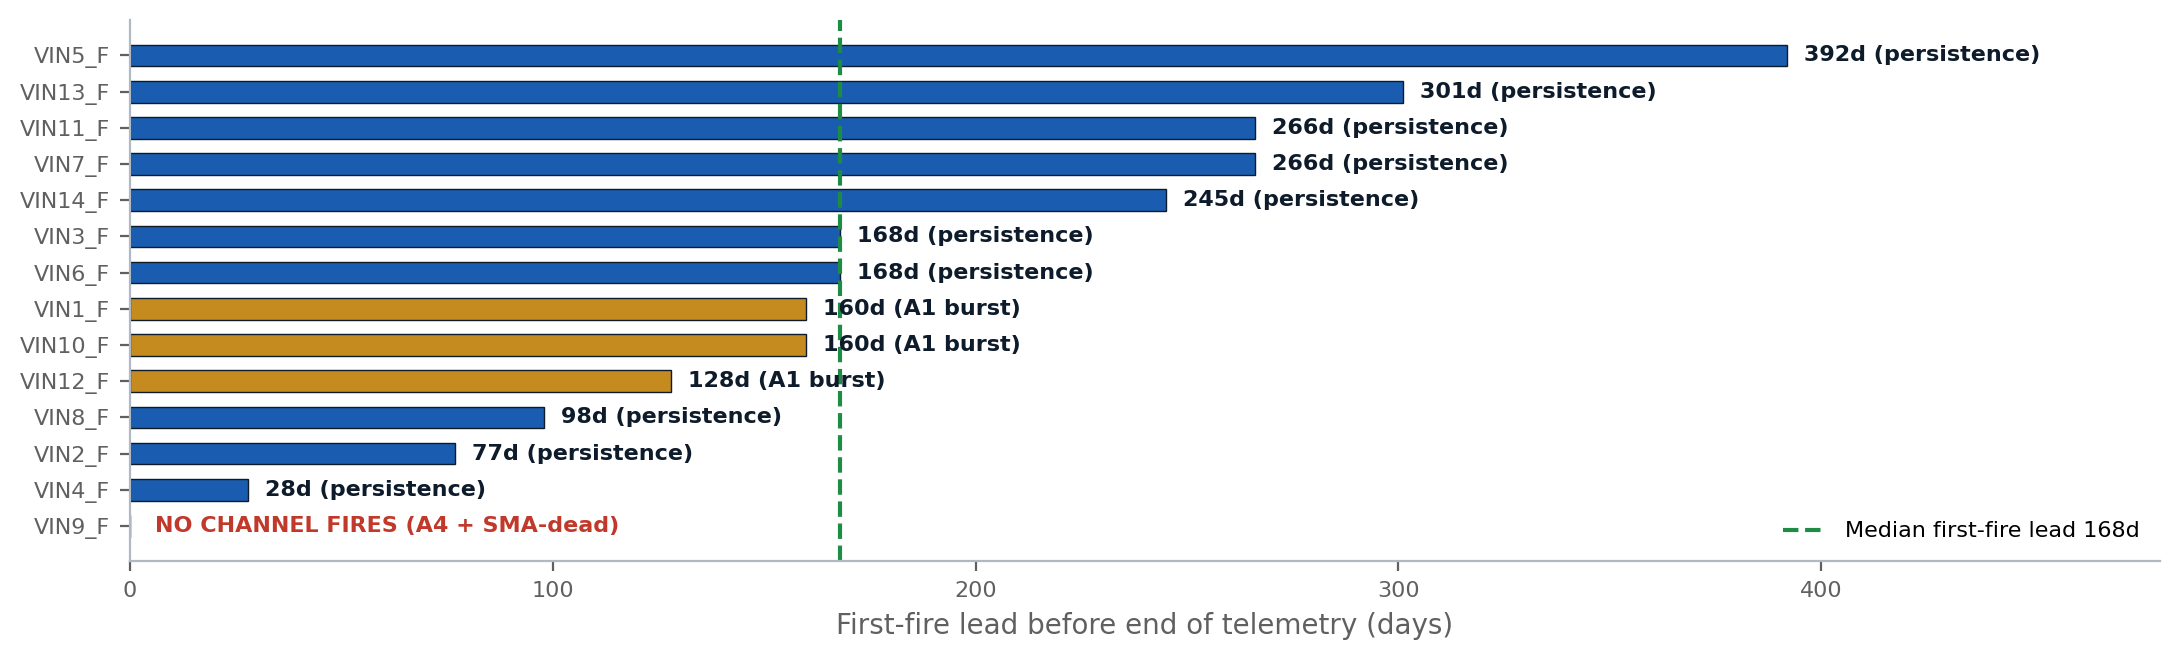 VIN5_F 392d (persistence)
VIN13_F 301d (persistence)
VIN11_F 266d (persistence)
VIN7_F 266d (persistence)
VIN14_F 245d (persistence)
VIN3_F 168d (persistence)
VIN6_F 168d (persistence)
VIN1_F 160d (A1 burst)
VIN10_F 160d (A1 burst)
VIN12_F 128d (A1 burst)
VIN8_F 98d (persistence)
VIN2_F 77d (persistence)
VIN4_F 28d (persistence)
VIN9_F NO CHANNEL FIRES (A4 + SMA-dead)
Median first-fire lead 168d
0 100 200 300 400
First-fire lead before end of telemetry (days)